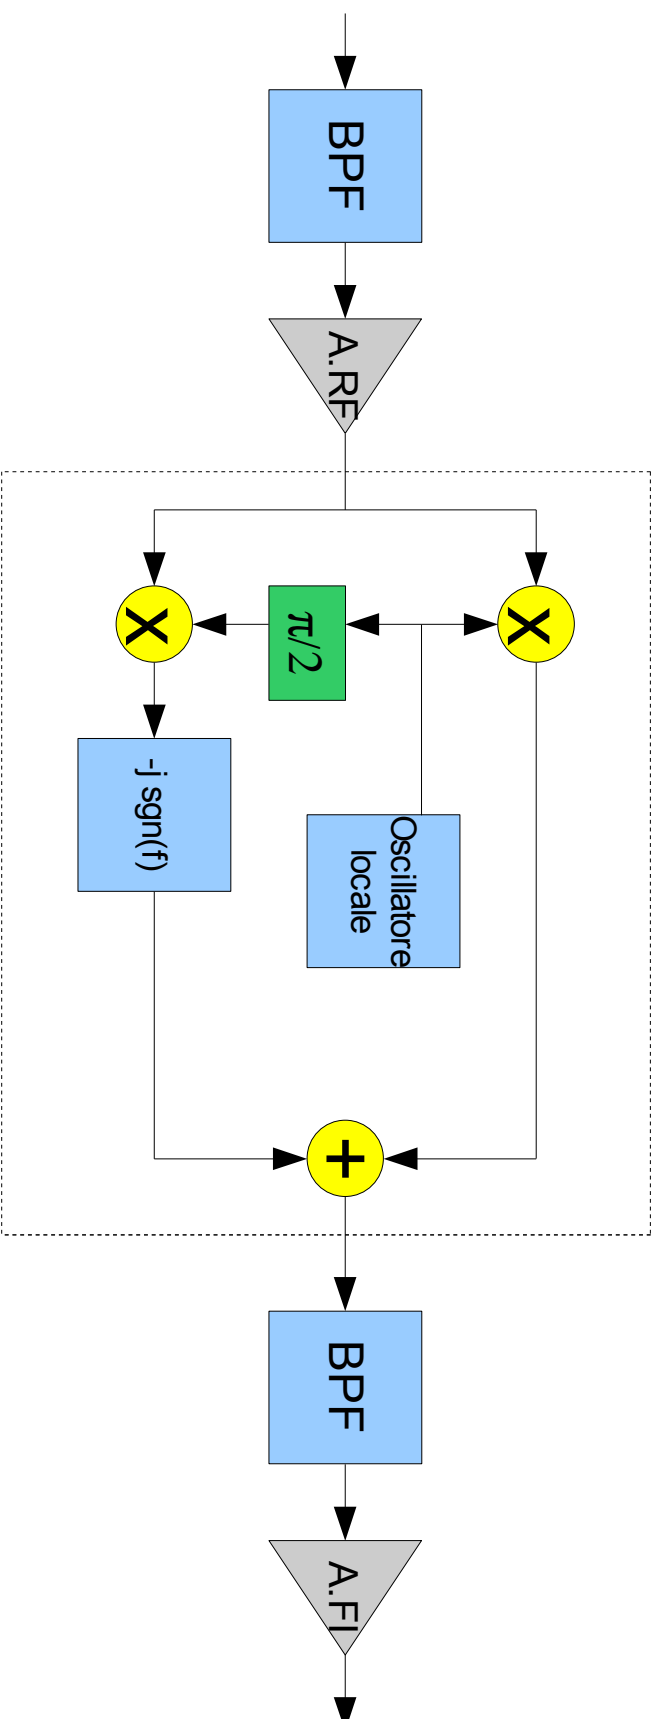 BPF
A.RF
X
π/2
X
-j sgn(f)
Oscillatore
locale
+
BPF
A.FI